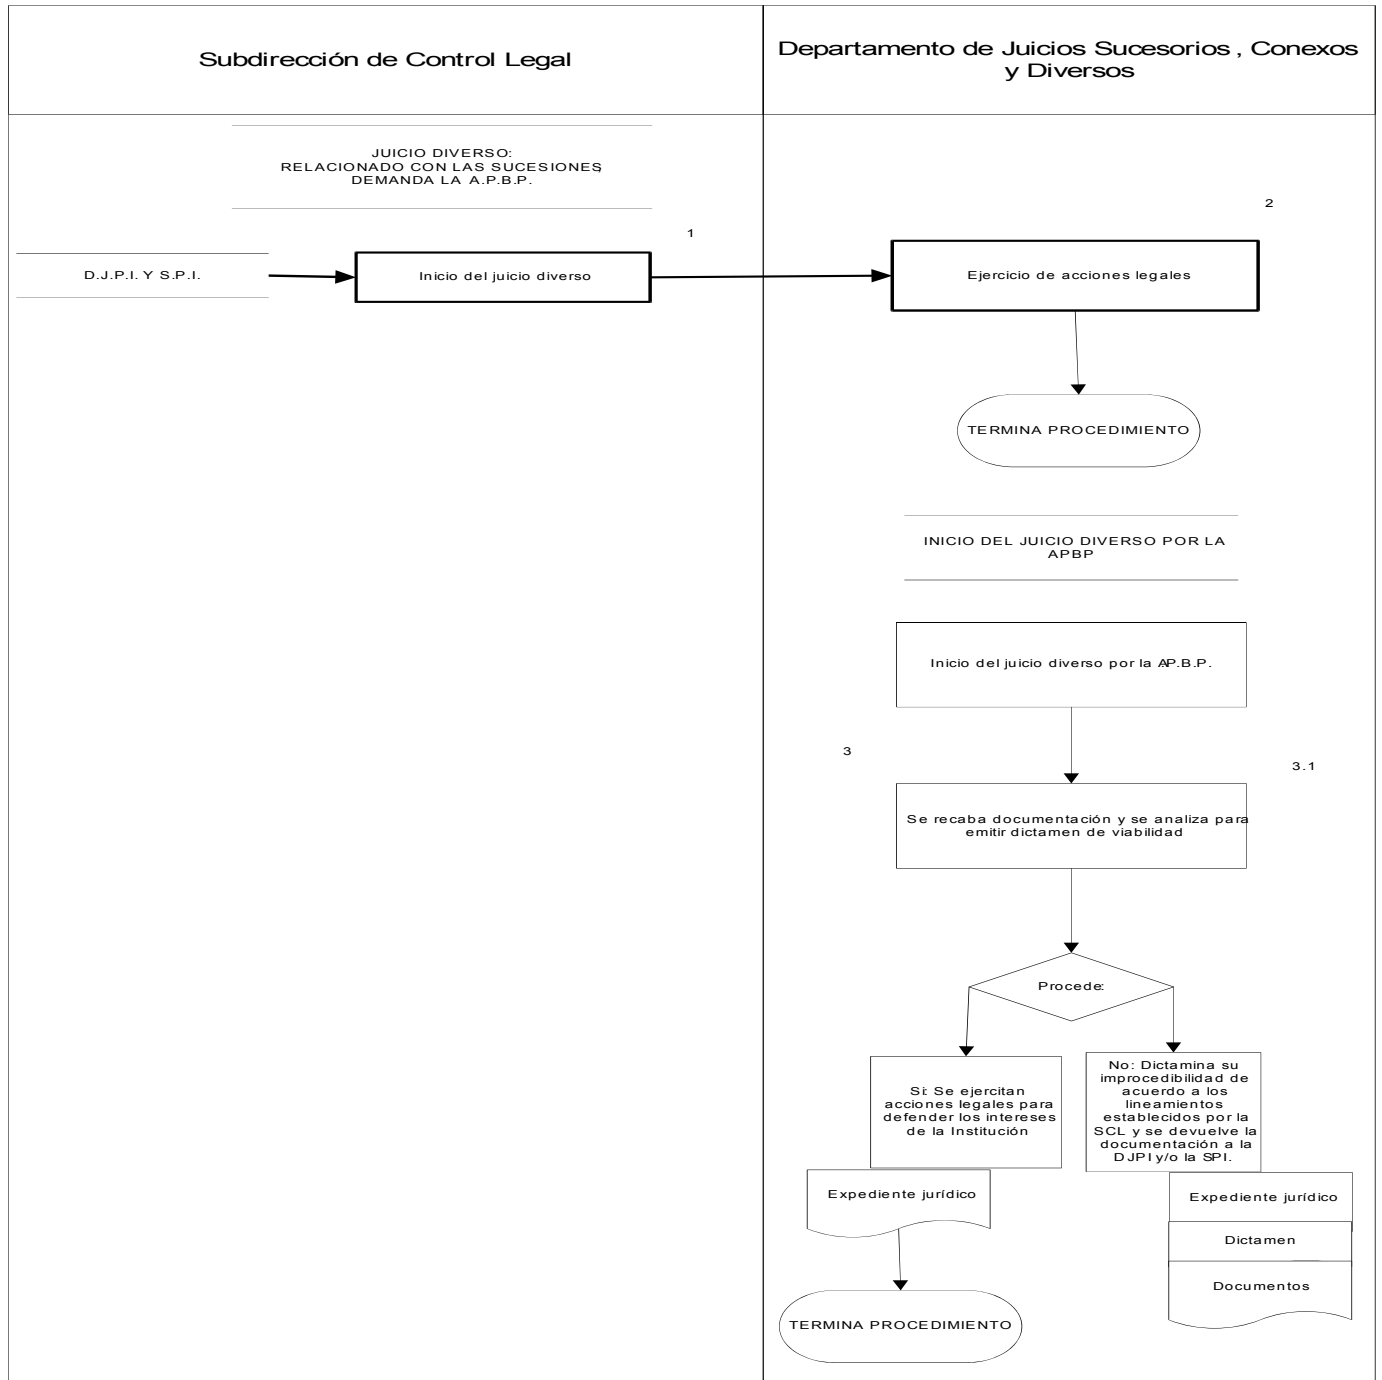 Subdirección de Control Legal
Departamento de Juicios Sucesorios , Conexos
y Diversos
JUICIO DIVERSO:
RELACIONADO CON LAS SUCESIONES,
DEMANDA LA A.P.B.P.
1
2
D.J.P.I. Y S.P.I.
Inicio del juicio diverso
Ejercicio de acciones legales
TERMINA PROCEDIMIENTO
INICIO DEL JUICIO DIVERSO POR LA
APBP
Inicio del juicio diverso por la A.P.B.P.
3
3.1
Se recaba documentación y se analiza para
emitir dictamen de viabilidad
Procede:
Si: Se ejercitan
acciones legales para
defender los intereses
de la Institución
Expediente jurídico
TERMINA PROCEDIMIENTO
No: Dictamina su
improcedibilidad de
acuerdo a los
lineamientos
establecidos por la
SCL y se devuelve la
documentación a la
DJPI y/o la SPI.
Expediente jurídico
Dictamen
Documentos